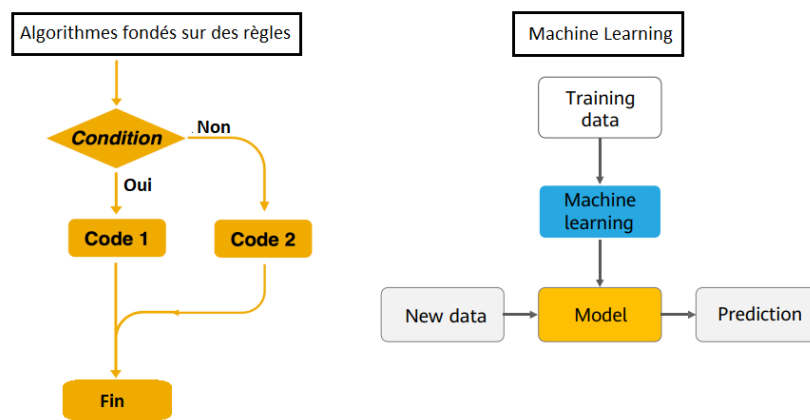 Algorithmes fondés sur des règles
Condition
Non
Oui
Code 1
Code 2
Fin
Machine Learning
Training
data
Machine
learning
New data
Model
Prediction